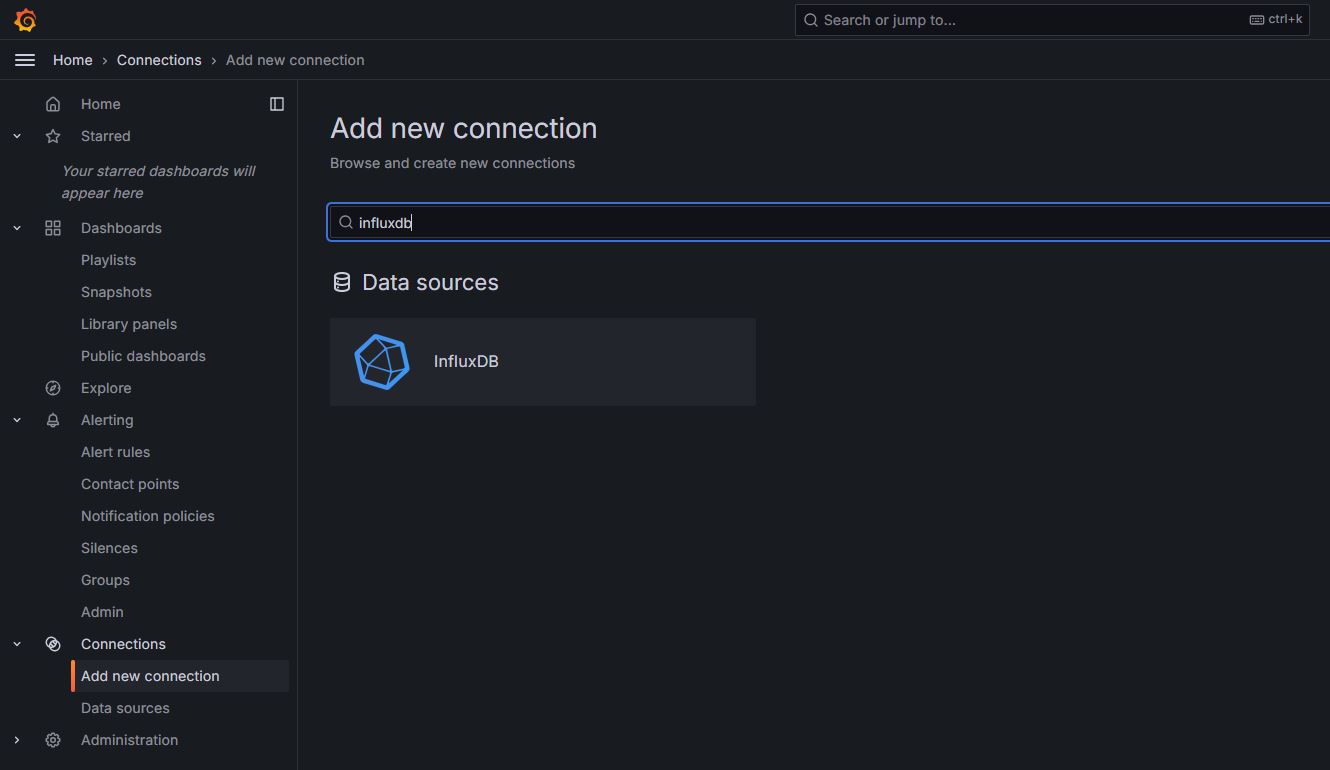 Search or jump to...
ctrl+k
Home › Connections › Add new connection
Home
Starred
Your starred dashboards will
appear here
Dashboards
Playlists
Snapshots
Library panels
Public dashboards
Explore
Alerting
Alert rules
Contact points
Notification policies
Silences
Groups
Admin
Connections
Add new connection
Data sources
Administration
Add new connection
Browse and create new connections
influxdb
Data sources
InfluxDB